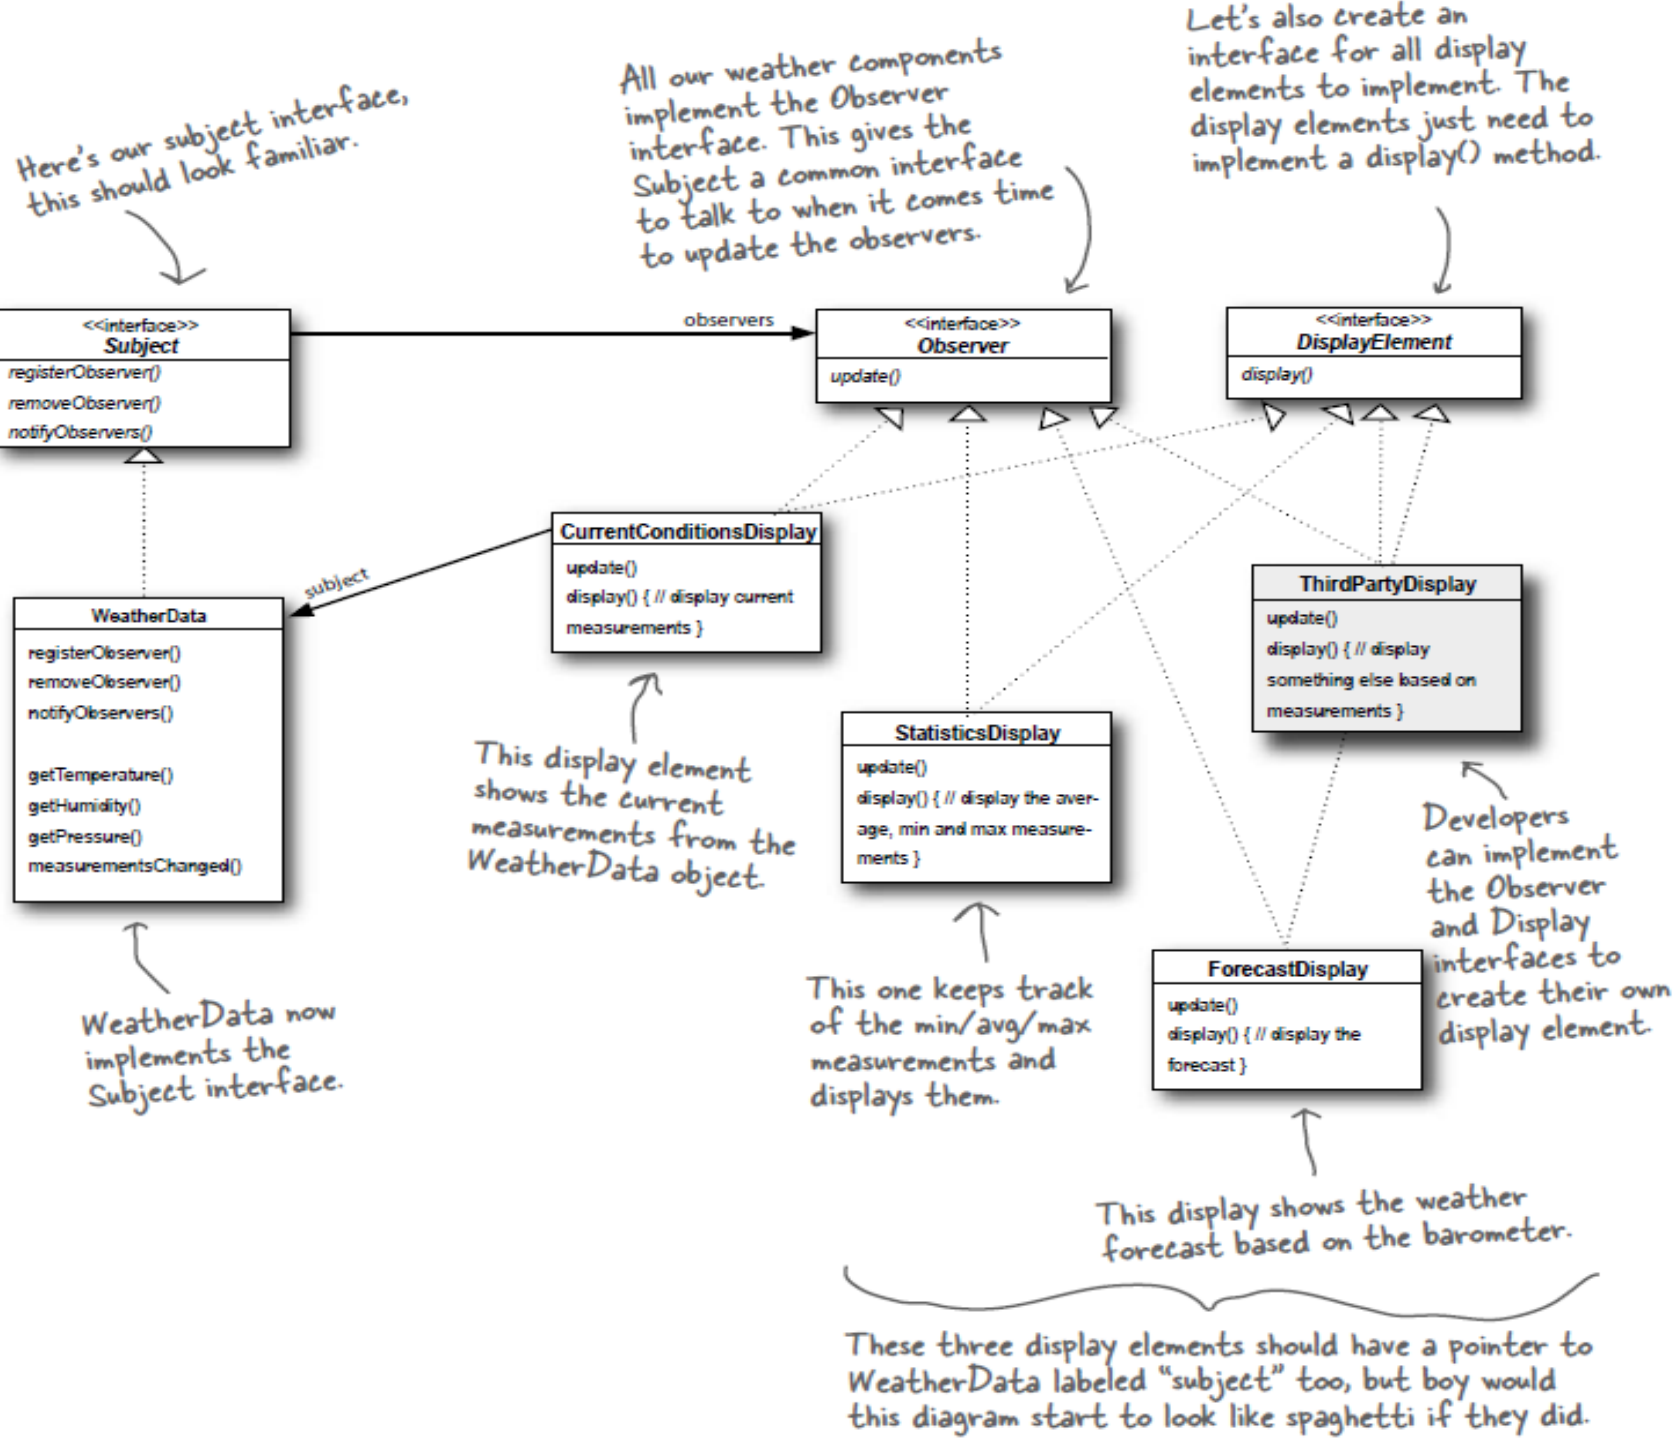 Here's our subject interface,
this should look familiar.
All our weather components
implement the Observer
interface. This gives the
Subject a common interface
to talk to when it comes time
to update the observers.
Let's also create an
interface for all display
elements to implement. The
display elements just need to
implement a display() method.
<<interface>>
Subject
registerObserver()
removeObserver()
notifyObservers()
observers
<<interface>>
Observer
update()
<<interface>>
DisplayElement
display()
subject
CurrentConditionsDisplay
update()
display() { // display current
measurements }
WeatherData
registerObserver()
removeObserver()
notifyObservers()
getTemperature()
getHumidity()
getPressure()
measurementsChanged()
ThirdPartyDisplay
update()
display() { // display
something else based on
measurements }
This display element
shows the current
measurements from the
WeatherData object.
StatisticsDisplay
update()
display() { // display the aver-
age, min and max measure-
ments }
Developers
can implement
the Observer
and Display
interfaces to
create their own
display element.
ForecastDisplay
update()
display() { // display the
forecast }
WeatherData now
implements the
Subject interface.
This one keeps track
of the min/avg/max
measurements and
displays them.
This display shows the weather
forecast based on the barometer.
These three display elements should have a pointer to
WeatherData labeled "subject" too, but boy would
this diagram start to look like spaghetti if they did.